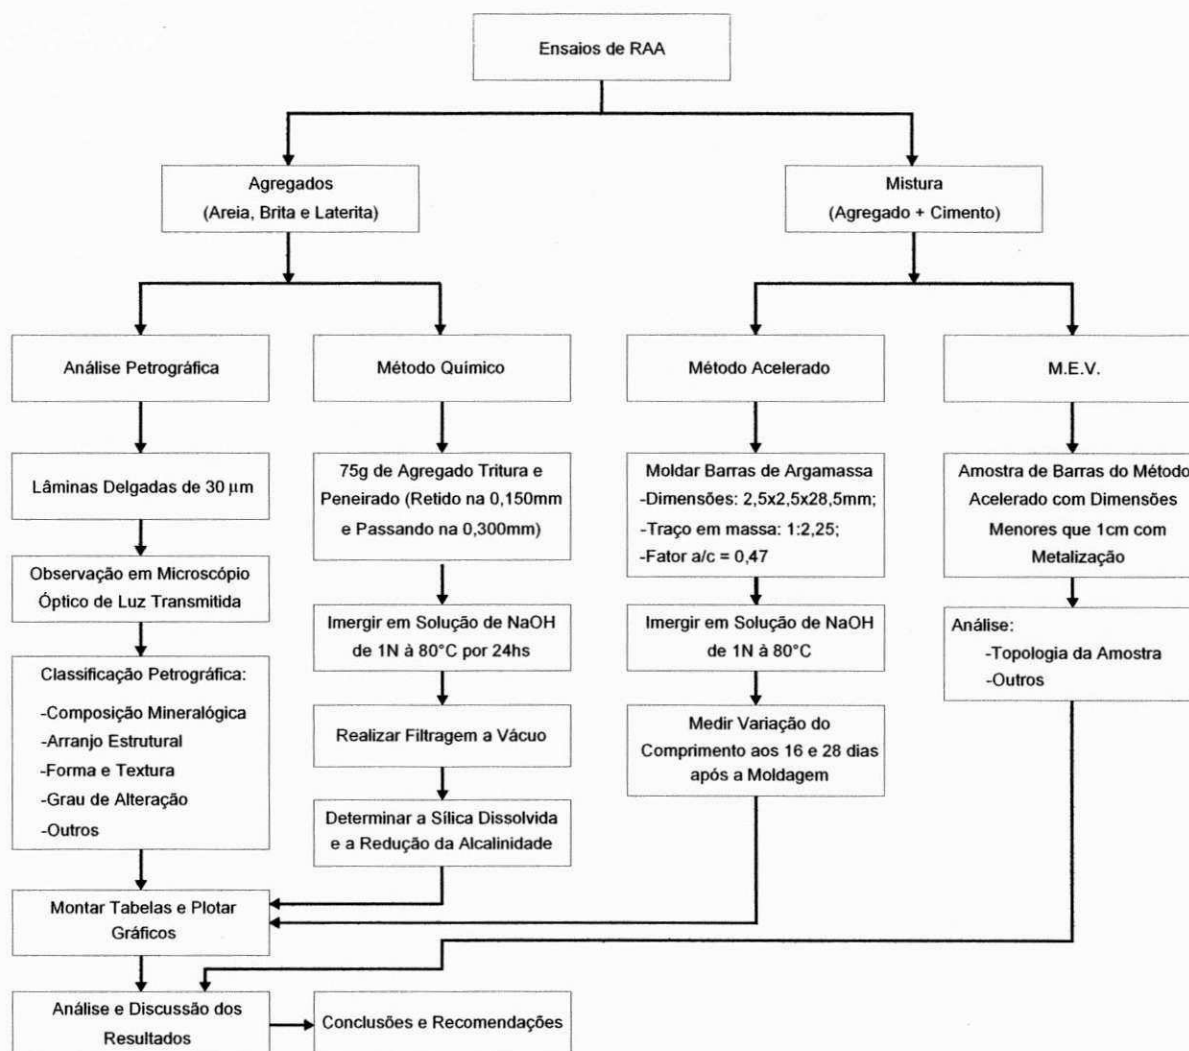 Ensaios de RAA
Agregados
(Areia, Brita e Laterita)
Mistura
(Agregado + Cimento)
Análise Petrográfica
Método Químico
Método Acelerado
M.E.V.
Lâminas Delgadas de 30 μm
75g de Agregado Tritura e
Peneirado (Retido na 0,150mm
e Passando na 0,300mm)
Moldar Barras de Argamassa
-Dimensões: 2,5x2,5x28,5mm;
-Traço em massa: 1:2,25;
-Fator a/c = 0,47
Amostra de Barras do Método
Acelerado com Dimensões
Menores que 1cm com
Metalização
Observação em Microscópio
Óptico de Luz Transmitida
Imergir em Solução de NaOH
de 1N à 80°C por 24hs
Imergir em Solução de NaOH
de 1N à 80°C
Análise:
-Topologia da Amostra
-Outros
Classificação Petrográfica:
-Composição Mineralógica
-Arranjo Estrutural
-Forma e Textura
-Grau de Alteração
-Outros
Realizar Filtragem a Vácuo
Medir Variação do
Comprimento aos 16 e 28 dias
após a Moldagem
Determinar a Sílica Dissolvida
e a Redução da Alcalinidade
Montar Tabelas e Plotar
Gráficos
Análise e Discussão dos
Resultados
Conclusões e Recomendações